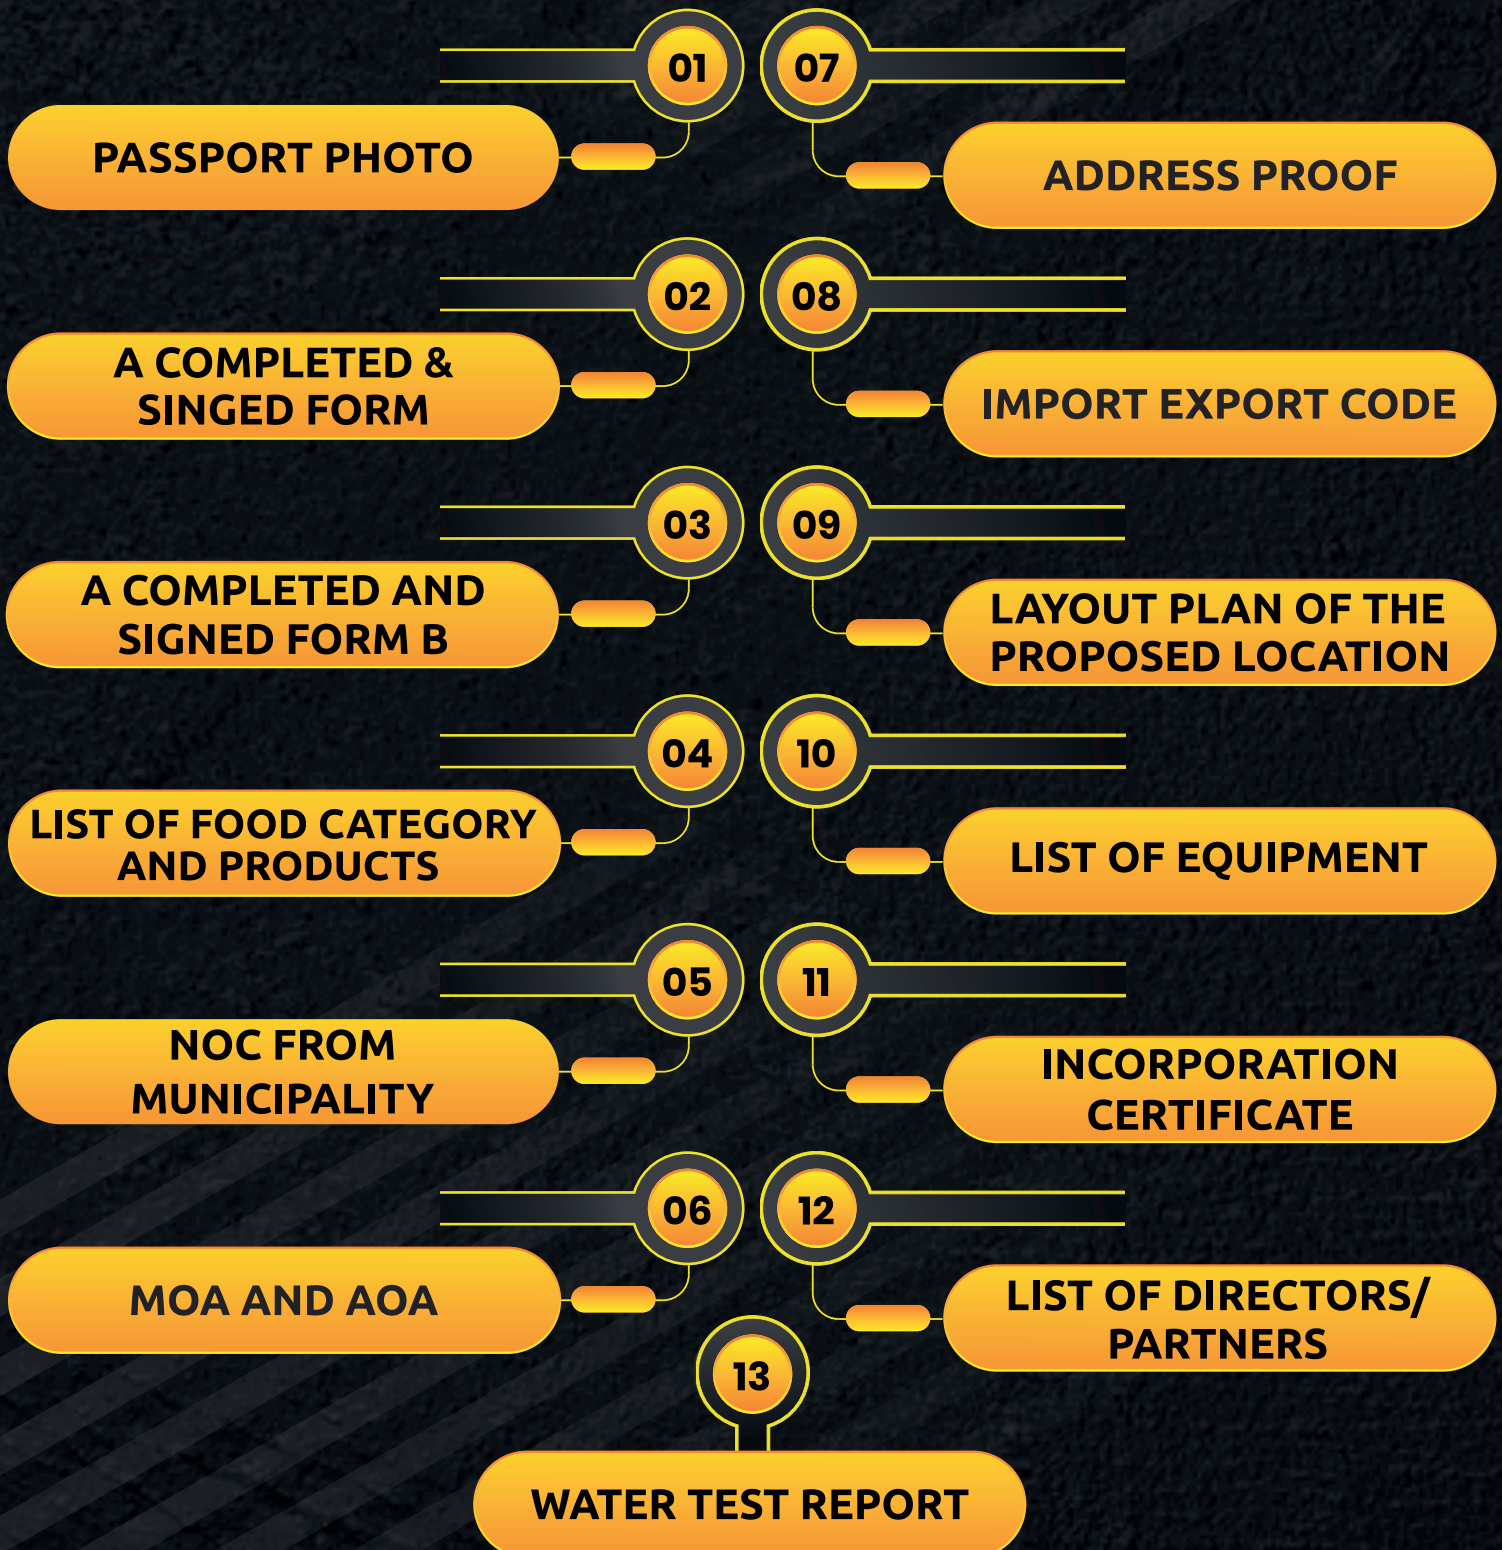 01
PASSPORT PHOTO
02
A COMPLETED &
SINGED FORM
03
A COMPLETED AND
SIGNED FORM B
04
LIST OF FOOD CATEGORY
AND PRODUCTS
05
NOC FROM
MUNICIPALITY
06
MOA AND AOA
07
ADDRESS PROOF
08
IMPORT EXPORT CODE
09
LAYOUT PLAN OF THE
PROPOSED LOCATION
10
LIST OF EQUIPMENT
11
INCORPORATION
CERTIFICATE
12
LIST OF DIRECTORS/
PARTNERS
13
WATER TEST REPORT